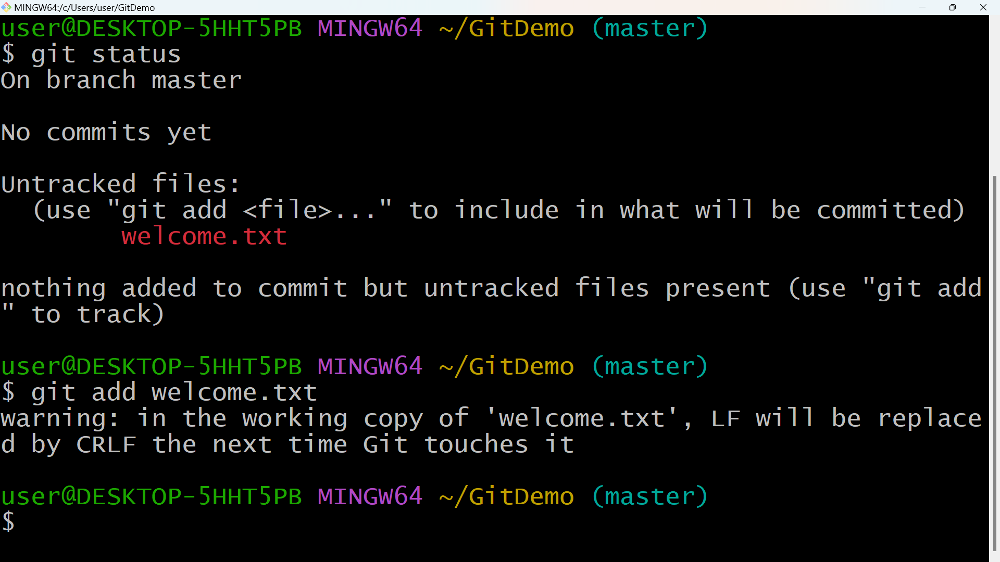 MINGW64:/c/Users/user/GitDemo
user@DESKTOP-5HHT5PB MINGW64 ~/GitDemo (master)
$ git status
On branch master
No commits yet
Untracked files:
  (use "git add <file>..." to include in what will be committed)
        welcome.txt
nothing added to commit but untracked files present (use "git add
" to track)
user@DESKTOP-5HHT5PB MINGW64 ~/GitDemo (master)
$ git add welcome.txt
warning: in the working copy of 'welcome.txt', LF will be replace
d by CRLF the next time Git touches it
user@DESKTOP-5HHT5PB MINGW64 ~/GitDemo (master)
$